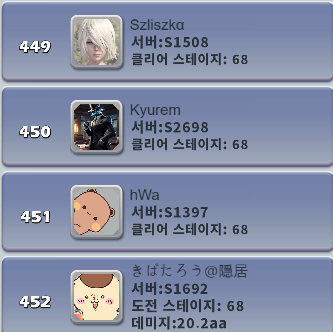 449
Szliszkα
서버:S1508
클리어 스테이지: 68
450
Kyurem
서버:S2698
클리어 스테이지: 68
451
hWa
서버:S1397
클리어 스테이지: 68
452
きばたろう@隠居
서버:S1692
도전 스테이지: 68
데미지:20.2aa